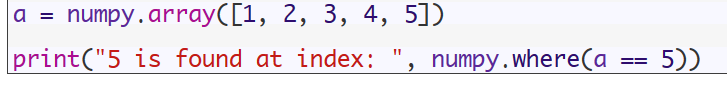 a = numpy.array([1, 2, 3, 4, 5])
print("5 is found at index: ", numpy.where(a == 5))